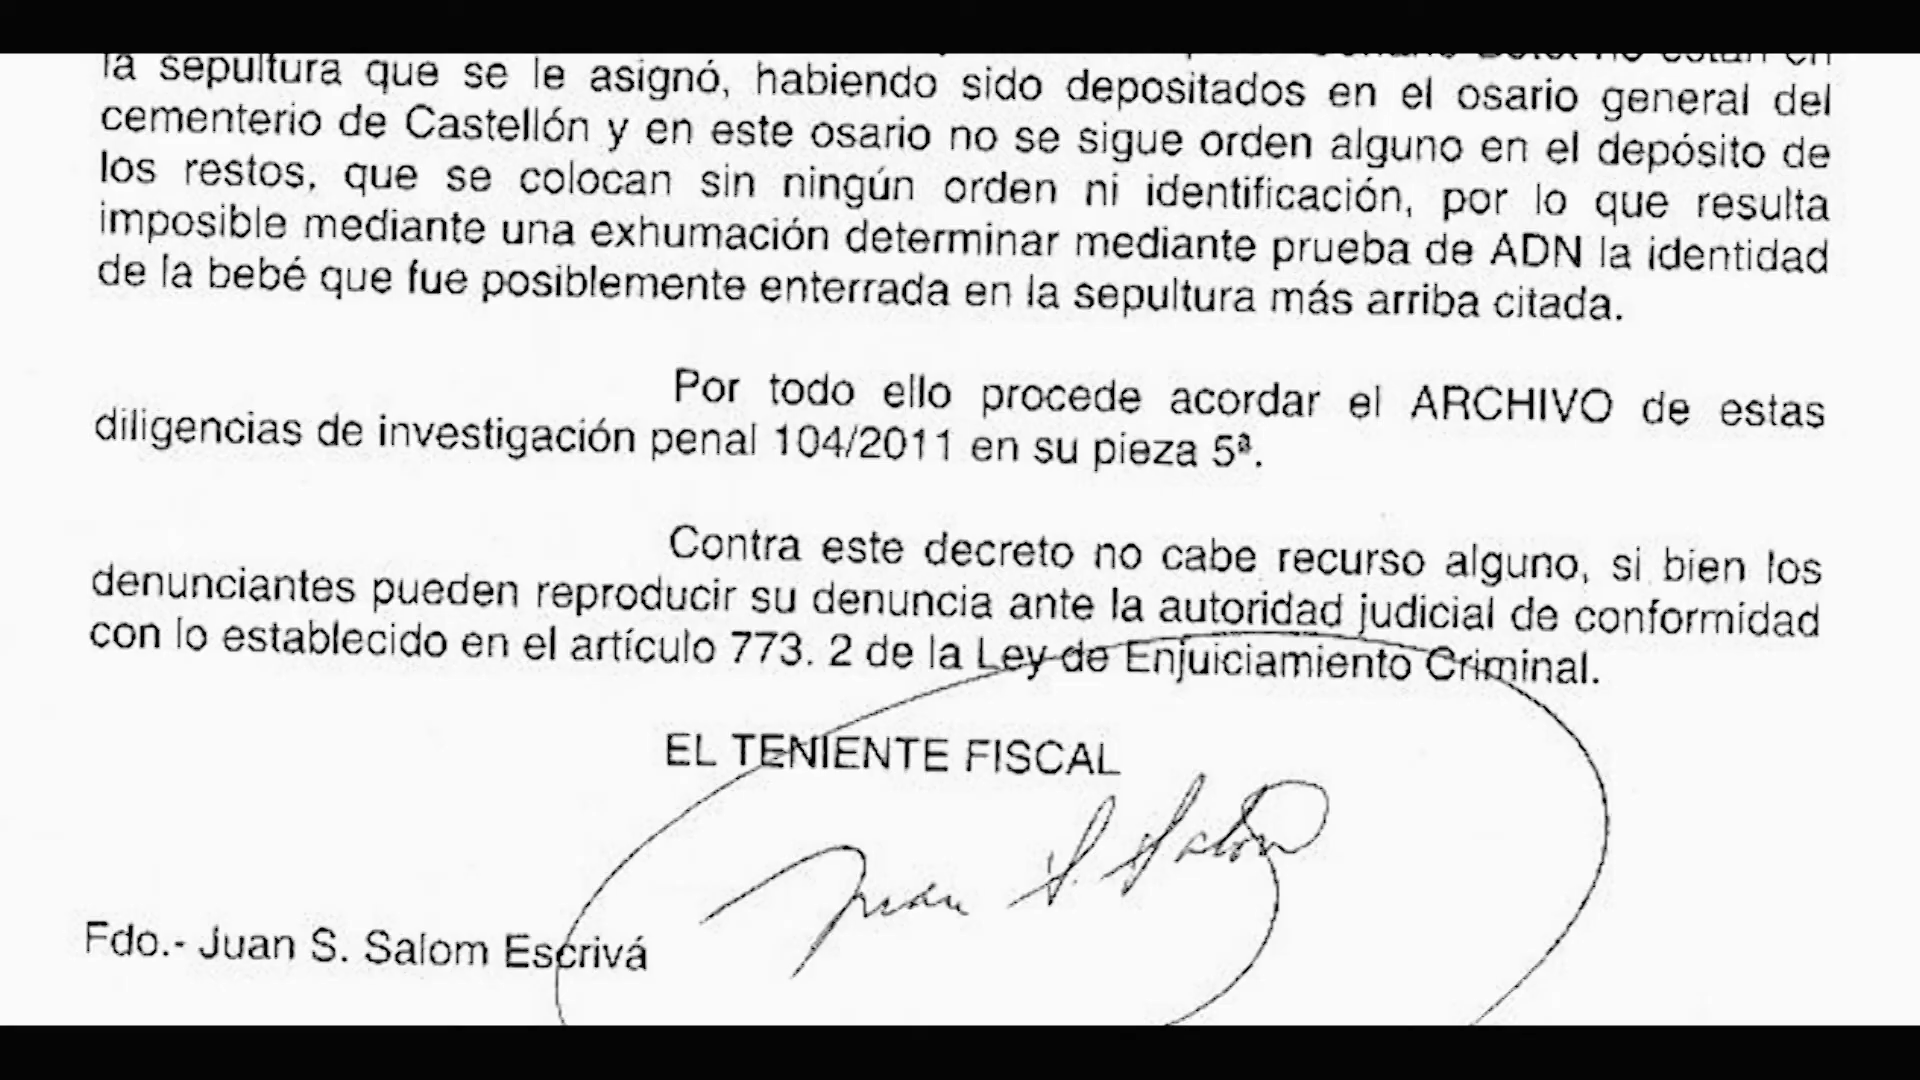 la sepultura que se le asignó, habiendo sido depositados en el osario general del
cementerio de Castellón y en este osario no se sigue orden alguno en el depósito de
los restos, que se colocan sin ningún orden ni identificación, por lo que resulta
imposible mediante una exhumación determinar mediante prueba de ADN la identidad
de la bebé que fue posiblemente enterrada en la sepultura más arriba citada.
Por todo ello procede acordar el ARCHIVO de estas
diligencias de investigación penal 104/2011 en su pieza 5ª.
Contra este decreto no cabe recurso alguno, si bien los
denunciantes pueden reproducir su denuncia ante la autoridad judicial de conformidad
con lo establecido en el artículo 773. 2 de la Ley de Enjuiciamiento Criminal.
EL TENIENTE FISCAL
Juan S. Salom
Fdo.- Juan S. Salom Escrivá